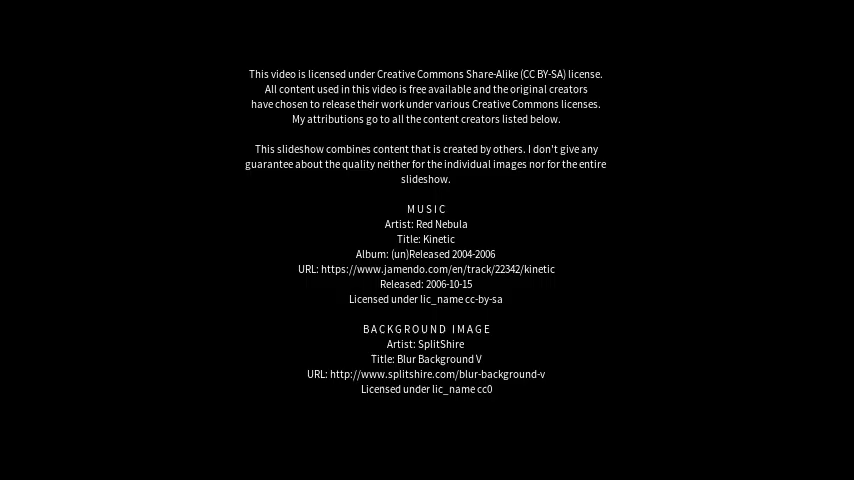 This video is licensed under Creative Commons Share-Alike (CC BY-SA) license.
All content used in this video is free available and the original creators
have chosen to release their work under various Creative Commons licenses.
My attributions go to all the content creators listed below.
This slideshow combines content that is created by others. I don't give any
guarantee about the quality neither for the individual images nor for the entire
slideshow.
MUSIC
Artist: Red Nebula
Title: Kinetic
Album: (un)Released 2004-2006
URL: https://www.jamendo.com/en/track/22342/kinetic
Released: 2006-10-15
Licensed under lic_name cc-by-sa
BACKGROUND IMAGE
Artist: SplitShire
Title: Blur Background V
URL: http://www.splitshire.com/blur-background-v
Licensed under lic_name cc0